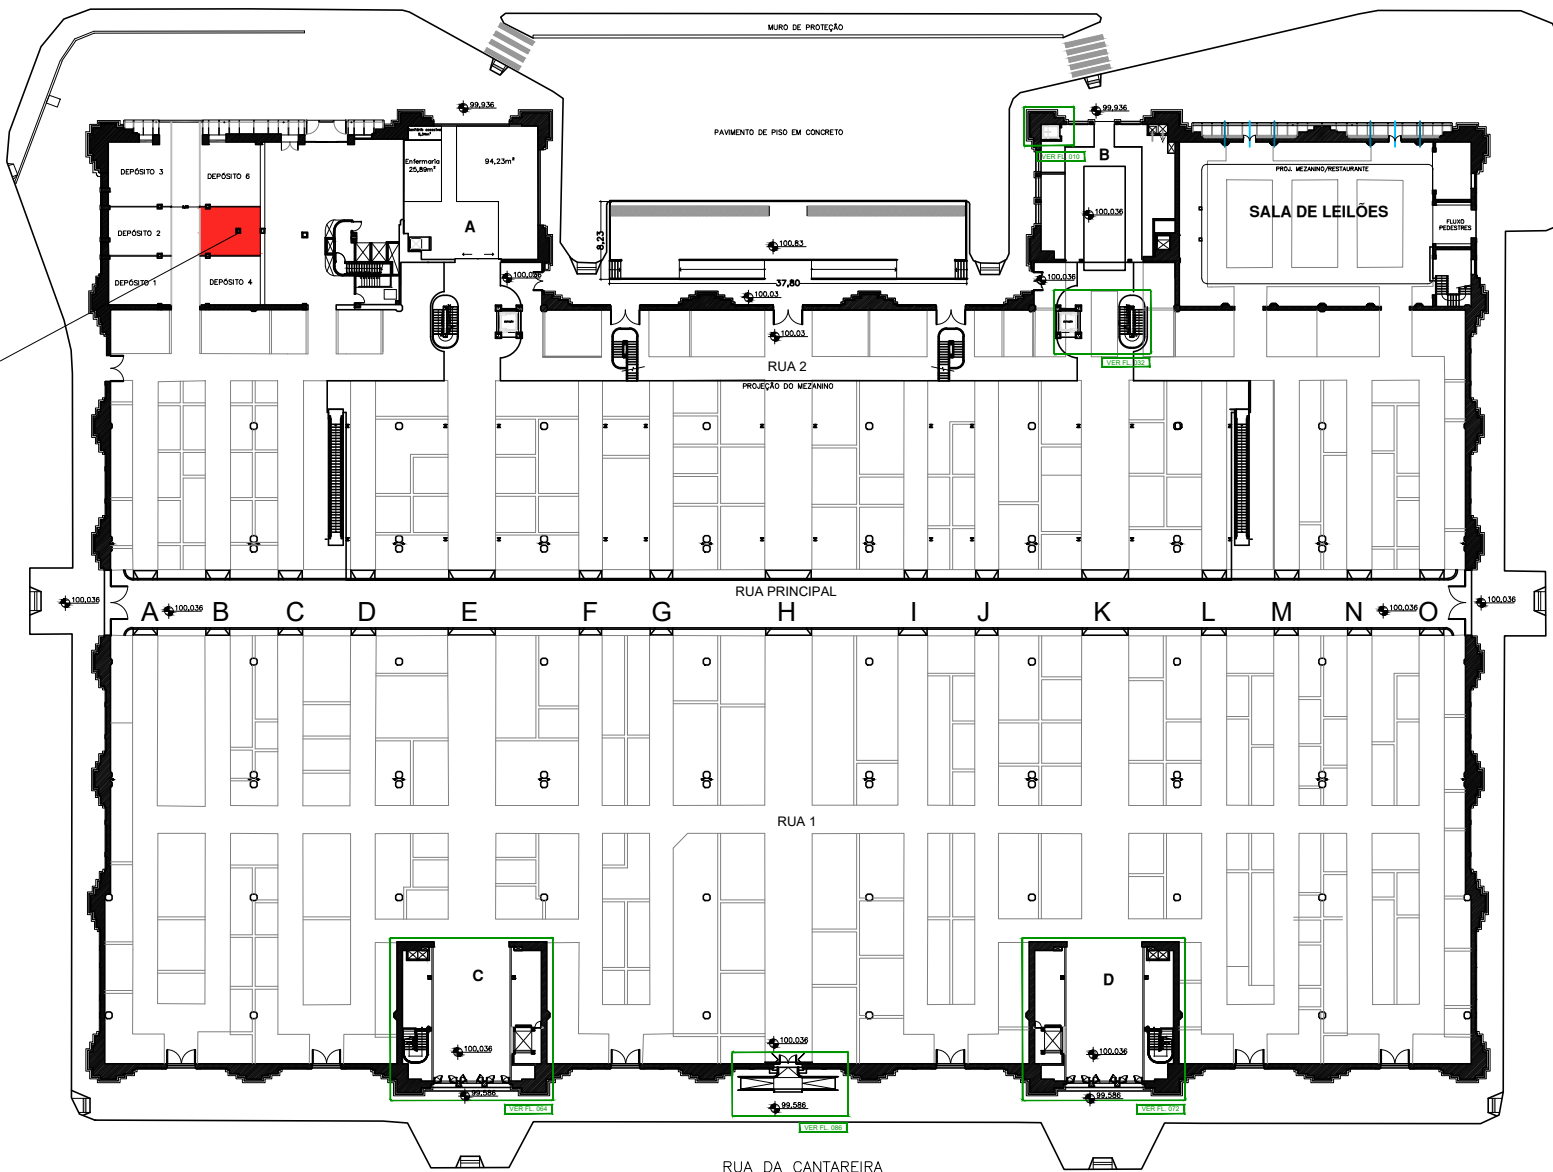 MURO DE PROTEÇÃO
99,936
99,936
PAVIMENTO DE PISO EM CONCRETO
VER FL. 010
B
DEPÓSITO 3
DEPÓSITO 6
Enfermaria
25,89m²
94,23m²
PROJ. MEZANINO/RESTAURANTE
SALA DE LEILÕES
FLUXO
PEDESTRES
DEPÓSITO 2
A
100,036
8,23
100,83
DEPÓSITO 1
DEPÓSITO 4
100,036
37,80
100,036
100,03
100,03
RUA 2
VER FL. 032
PROJEÇÃO DO MEZANINO
RUA PRINCIPAL
100,036
A
100,036
B
C
D
E
F
G
H
I
J
K
L
M
N
100,036
O
100,036
RUA 1
C
D
100,036
100,036
100,036
99,586
99,586
99,586
VER FL. 064
VER FL. 072
VER FL. 086
RUA DA CANTAREIRA